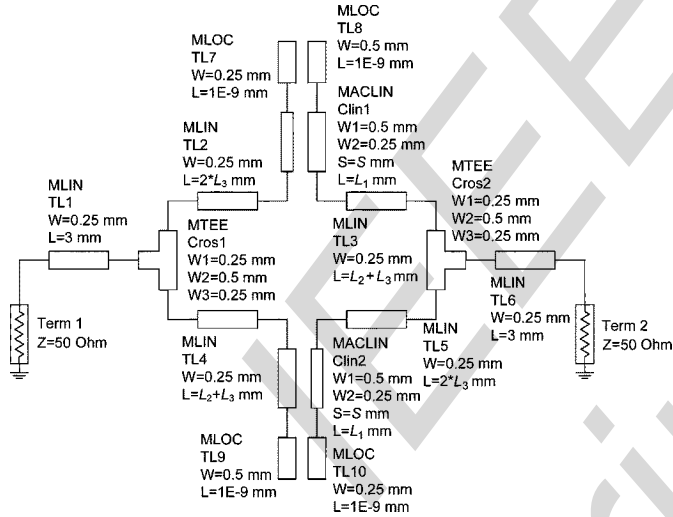 MLOC
TL7
W=0.25 mm
L=1E-9 mm
MLOC
TL8
W=0.5 mm
L=1E-9 mm
MLIN
TL2
W=0.25 mm
L=2*L3 mm
MACLIN
Clin1
W1=0.5 mm
W2=0.25 mm
S=S mm
L=L1 mm
MLIN
TL1
W=0.25 mm
L=3 mm
MTEE
Cros1
W1=0.25 mm
W2=0.5 mm
W3=0.25 mm
MLIN
TL3
W=0.25 mm
L=L2+L3 mm
MTEE
Cros2
W1=0.25 mm
W2=0.5 mm
W3=0.25 mm
MLIN
TL6
W=0.25 mm
L=3 mm
Term 1
Z=50 Ohm
Term 2
Z=50 Ohm
MLIN
TL4
W=0.25 mm
L=L2+L3 mm
MACLIN
Clin2
W1=0.5 mm
W2=0.25 mm
S=S mm
L=L1 mm
MLIN
TL5
W=0.25 mm
L=2*L3 mm
MLOC
TL9
W=0.5 mm
L=1E-9 mm
MLOC
TL10
W=0.25 mm
L=1E-9 mm